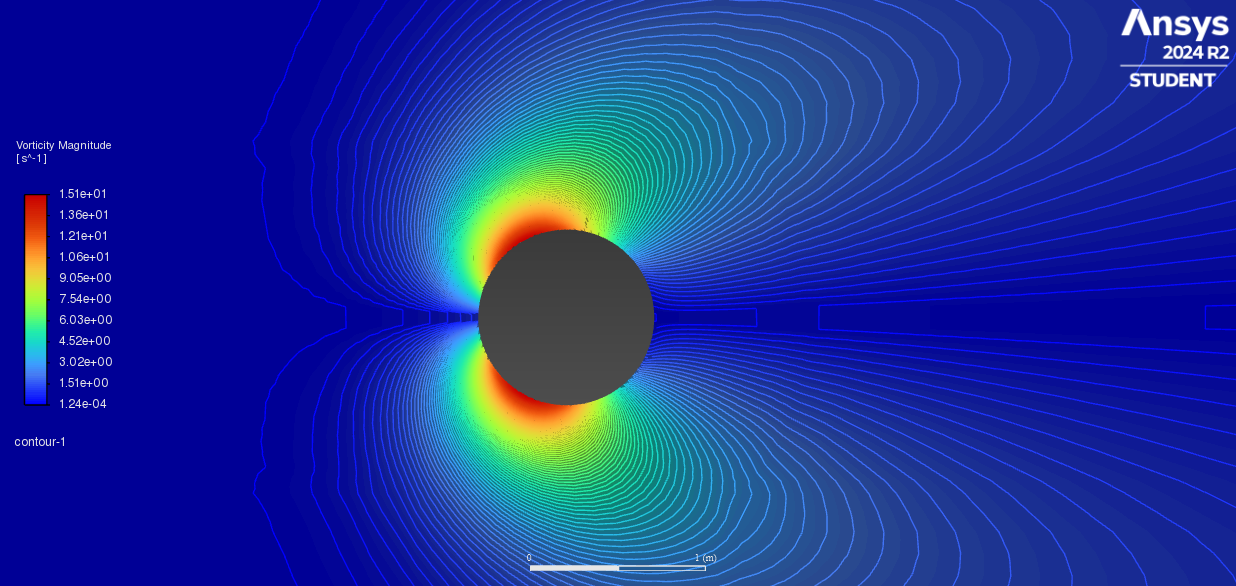 Ansys
2024 R2
STUDENT
Vorticity Magnitude
[ s^-1 ]
1.51e+01
1.36e+01
1.21e+01
1.06e+01
9.05e+00
7.54e+00
6.03e+00
4.52e+00
3.02e+00
1.51e+00
1.24e-04
contour-1
0 1 (m)